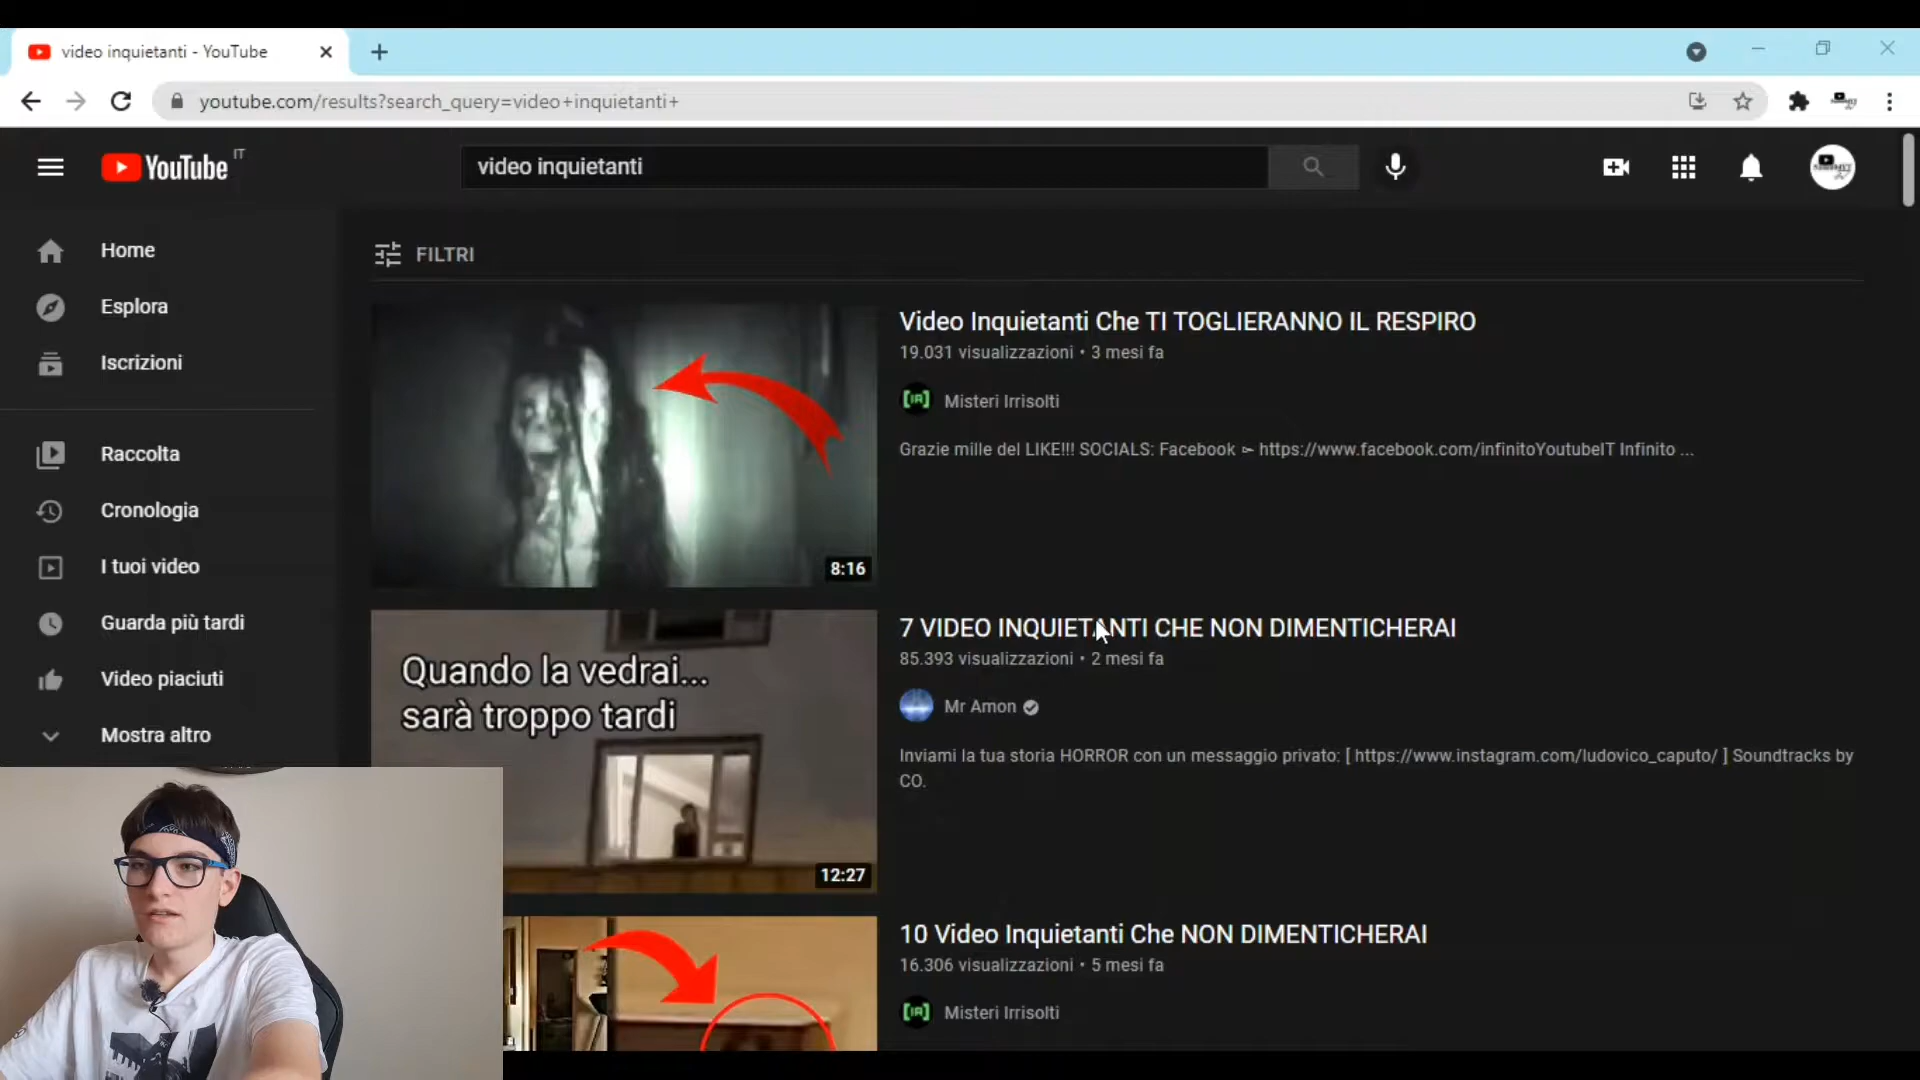 video inquietanti - YouTube
youtube.com/results?search_query=video+inquietanti+
YouTube IT
video inquietanti
Home
Esplora
Iscrizioni
Raccolta
Cronologia
I tuoi video
Guarda più tardi
Video piaciuti
Mostra altro
FILTRI
8:16
Video Inquietanti Che TI TOGLIERANNO IL RESPIRO
19.031 visualizzazioni • 3 mesi fa
Misteri Irrisolti
Grazie mille del LIKE!!! SOCIALS: Facebook ⊳ https://www.facebook.com/infinitoYoutubeIT Infinito ...
Quando la vedrai...
sarà troppo tardi
12:27
7 VIDEO INQUIETANTI CHE NON DIMENTICHERAI
85.393 visualizzazioni • 2 mesi fa
Mr Amon
Inviami la tua storia HORROR con un messaggio privato: [ https://www.instagram.com/ludovico_caputo/ ] Soundtracks by
CO.
10 Video Inquietanti Che NON DIMENTICHERAI
16.306 visualizzazioni • 5 mesi fa
Misteri Irrisolti